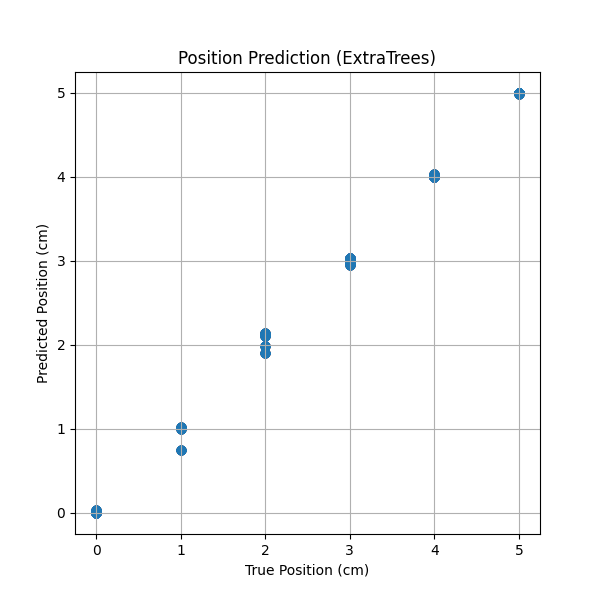 Position Prediction (ExtraTrees)
Predicted Position (cm)
5
4
3
2
1
0
0 1 2 3 4 5
True Position (cm)